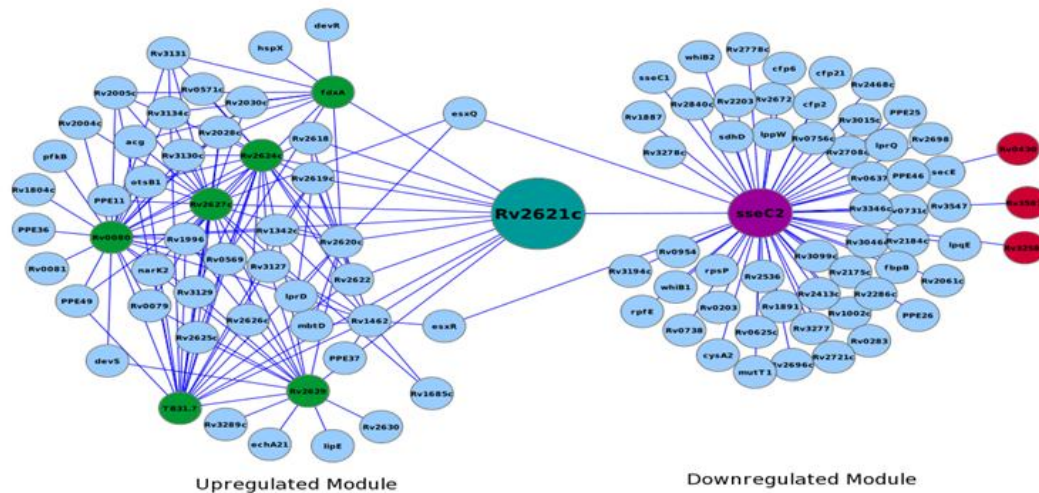 devR
hspX
Rv3131
fdxA
Rv2005c
Rv0571c
Rv2030c
Rv3134c
Rv2004c
acg
Rv2028c
Rv2618
esxQ
pfkB
Rv3130c
Rv2624c
Rv2619c
Rv1804c
otsB1
PPE11
Rv2627c
PPE36
Rv0080
Rv1996
Rv1342c
Rv2620c
Rv0081
narK2
Rv0569
Rv3127
Rv2622
PPE49
Rv0079
Rv3129
lprD
Rv2626c
mbtD
Rv1462
esxR
Rv2625c
devS
PPE37
TB31.7
Rv2629
Rv1685c
Rv3289c
echA21
lipE
Rv2630
Rv2621c
Upregulated Module
whiB2
Rv2778c
cfp6
cfp21
sseC1
Rv2840c
Rv2203
Rv2672
cfp2
Rv2468c
Rv1887
sdhD
lppW
Rv0756c
Rv3015c
PPE25
Rv3278c
Rv2708c
lprQ
Rv2698
Rv0637
PPE46
secE
sseC2
Rv3346c
Rv0731c
Rv3547
Rv0954
Rv3046c
Rv2184c
lpqE
Rv3194c
rpsP
Rv2536
Rv3099c
Rv2175c
fbpB
Rv2061c
whiB1
Rv0203
Rv1891
Rv2413c
Rv2286c
rpfE
Rv1002c
PPE26
Rv0738
Rv0625c
Rv3277
Rv0283
cysA2
mutT1
Rv2696c
Rv2721c
Downregulated Module